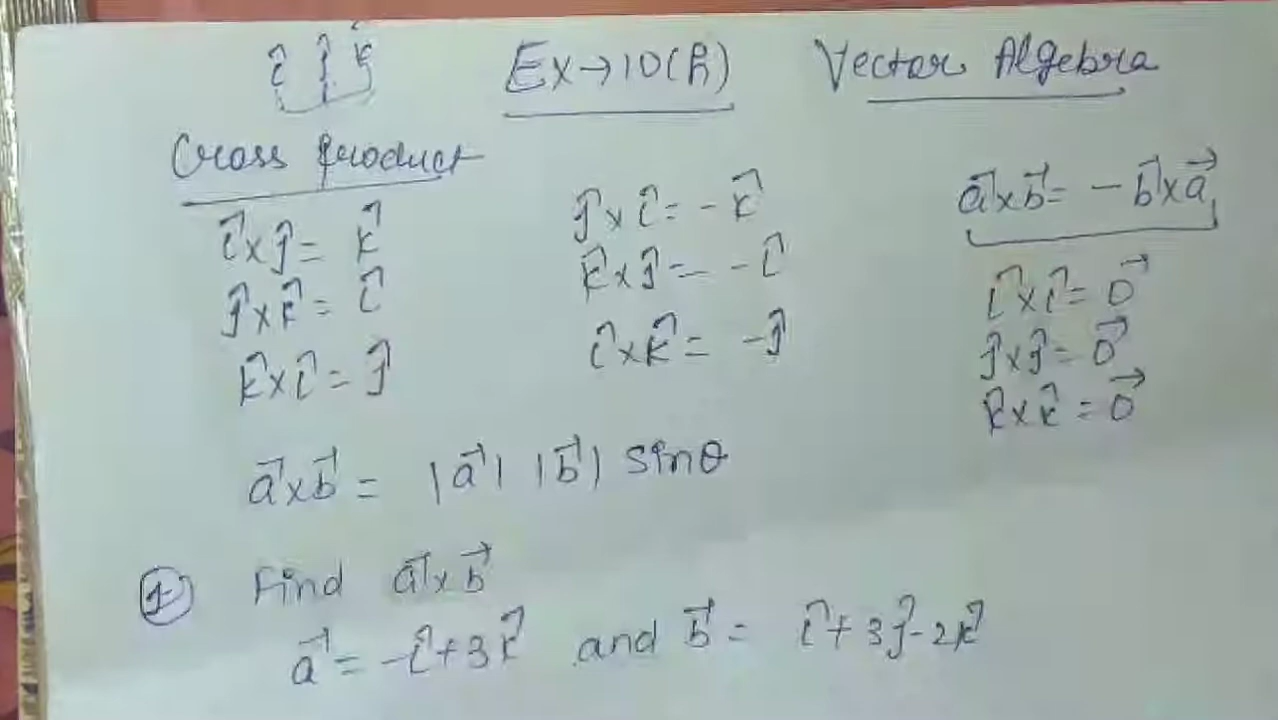 î ĵ k̂ Ex→10(A) Vector Algebra
Cross product
î×ĵ = k̂
ĵ×k̂ = î
k̂×î = ĵ
ĵ×î = -k̂
k̂×ĵ = -î
î×k̂ = -ĵ
a⃗×b⃗ = - b⃗×a⃗
î×î = 0⃗
ĵ×ĵ = 0⃗
k̂×k̂ = 0⃗
a⃗×b⃗ = |a⃗| |b⃗| sinθ
① Find a⃗×b⃗
a⃗ = -î+3k̂ and b⃗ = î+3ĵ-2k̂